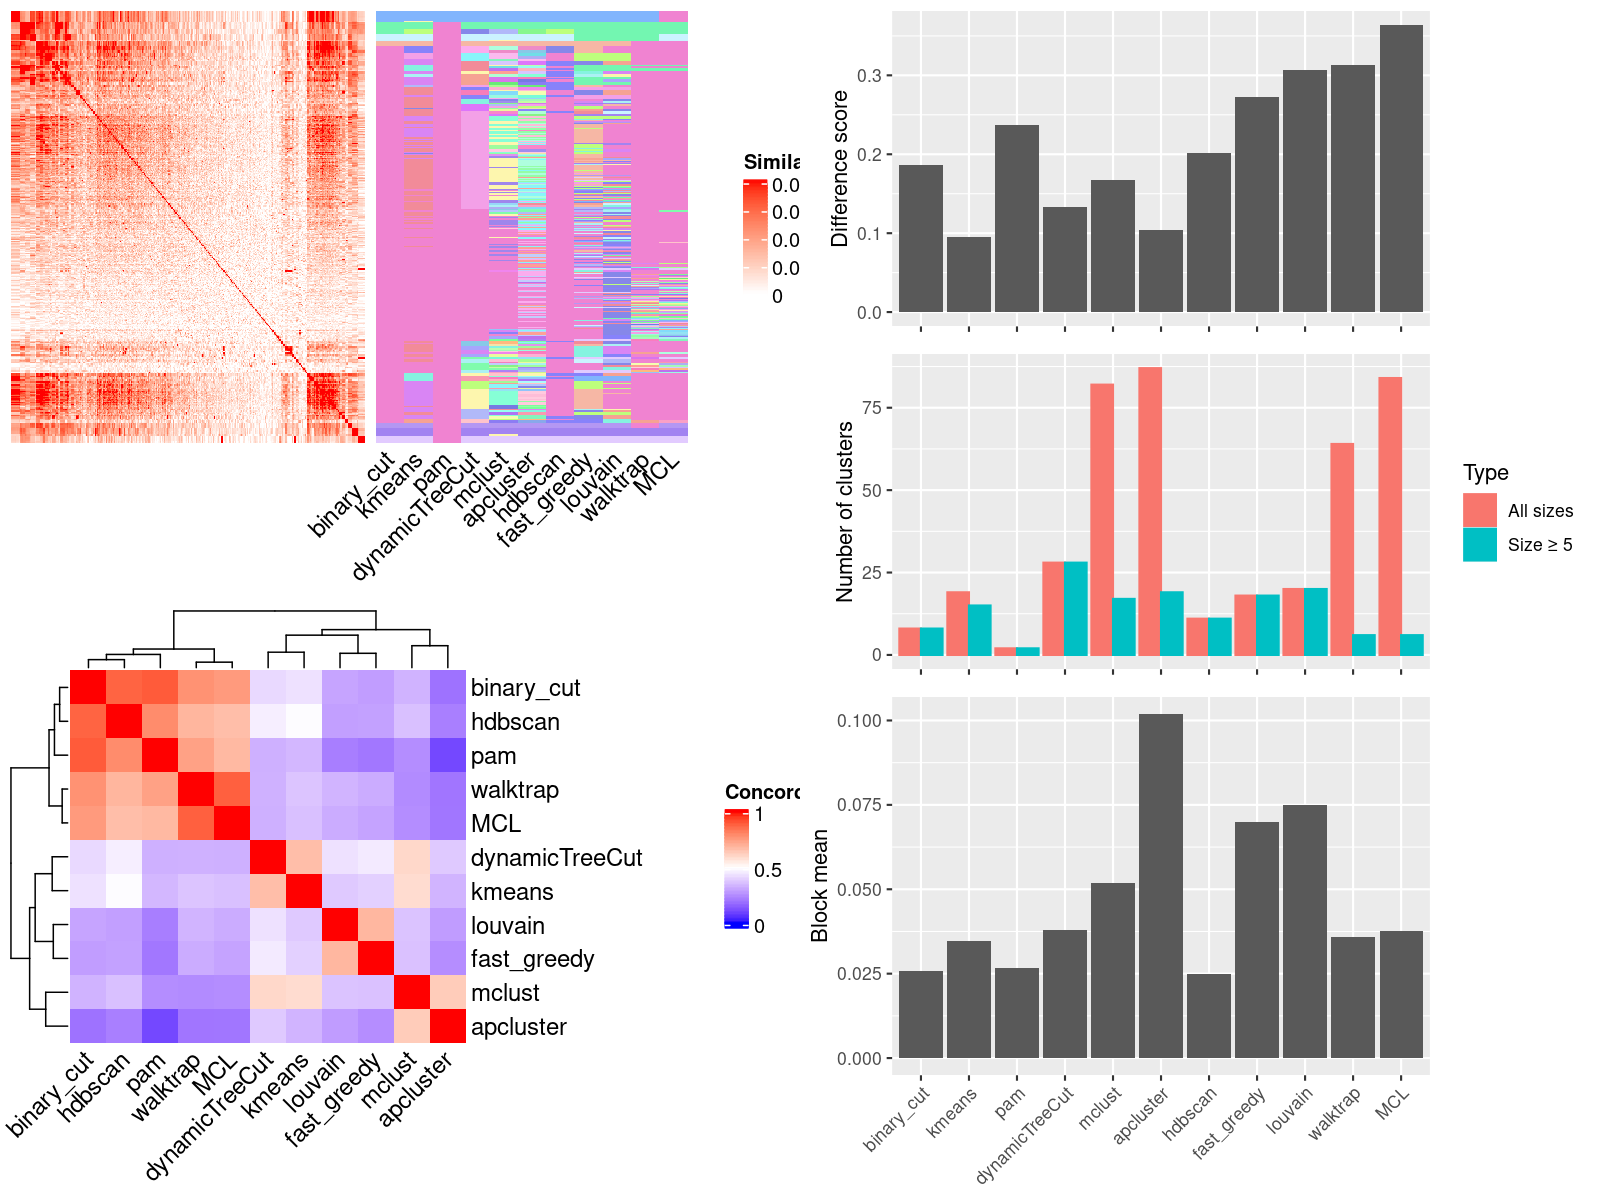 Simila
0.0
0.0
0.0
0.0
0
binary_cut
kmeans
pam
dynamicTreeCut
mclust
apcluster
hdbscan
fast_greedy
louvain
walktrap
MCL
binary_cut
hdbscan
pam
walktrap
MCL
dynamicTreeCut
kmeans
louvain
fast_greedy
mclust
apcluster
Concord
1
0.5
0
binary_cut
hdbscan
pam
walktrap
MCL
dynamicTreeCut
kmeans
louvain
fast_greedy
mclust
apcluster
Difference score
0.3
0.2
0.1
0.0
Number of clusters
75
50
25
0
Type
All sizes
Size ≥ 5
Block mean
0.100
0.075
0.050
0.025
0.000
binary_cut
kmeans
pam
dynamicTreeCut
mclust
apcluster
hdbscan
fast_greedy
louvain
walktrap
MCL